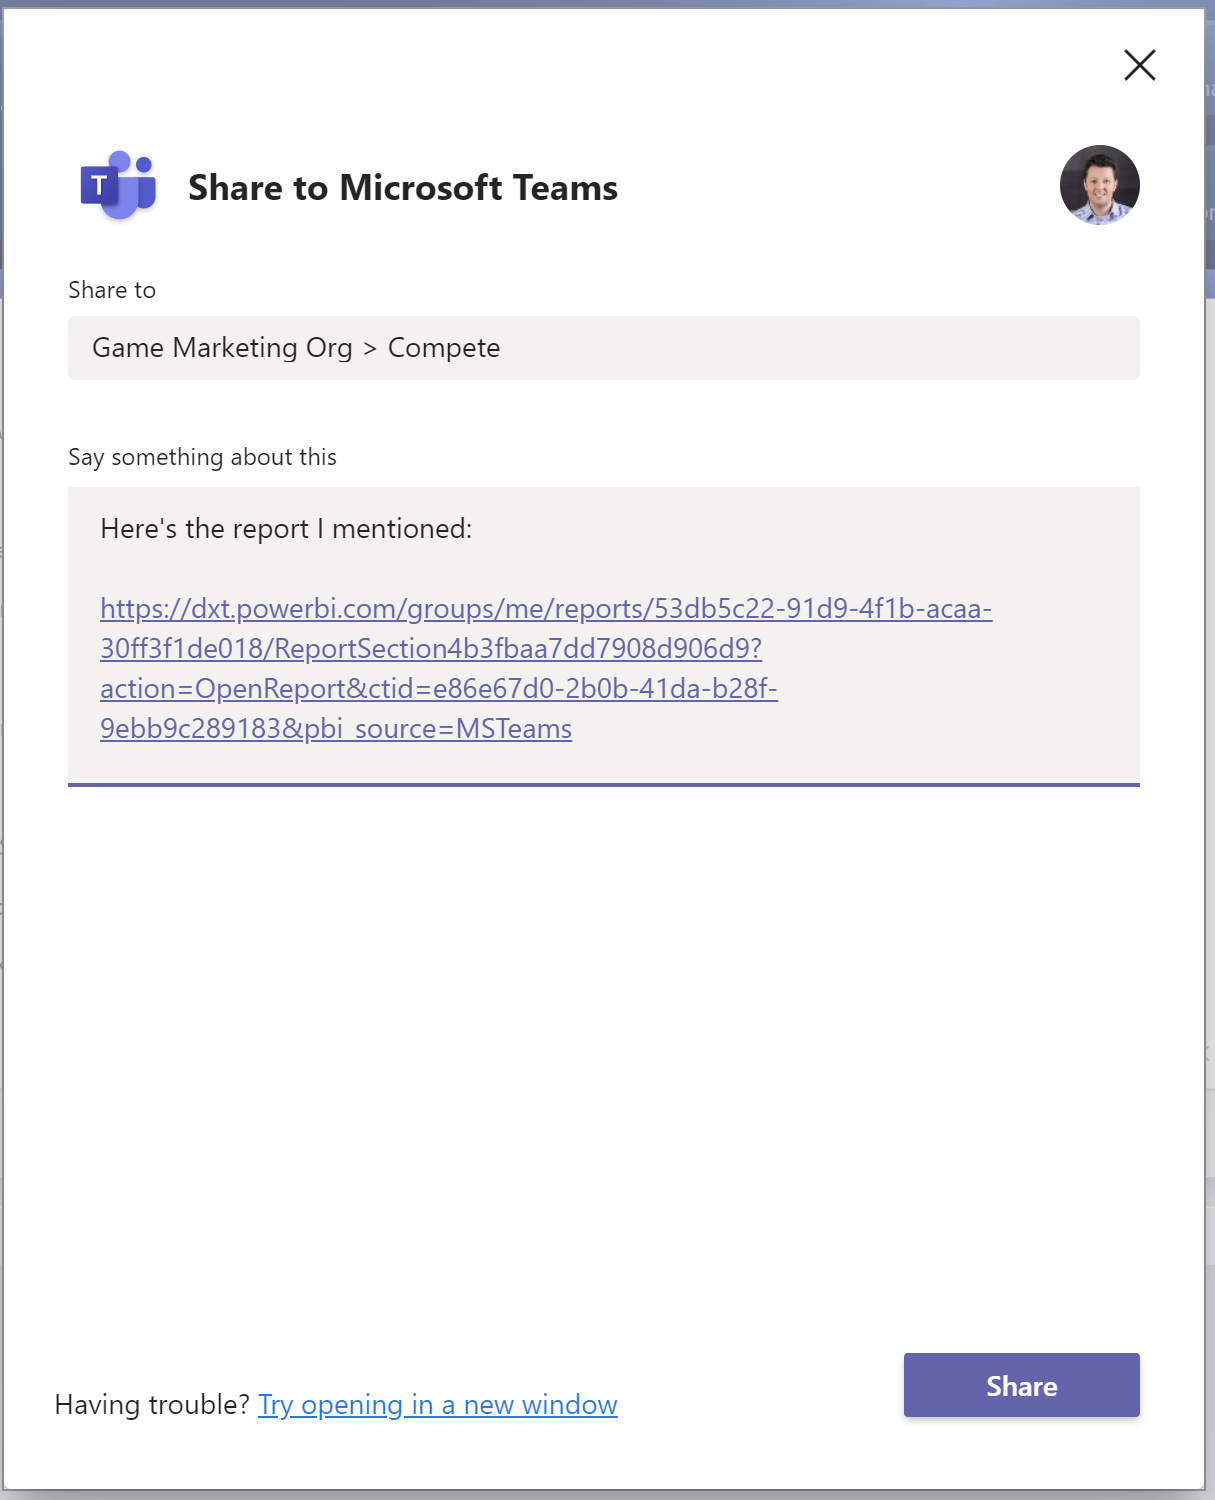 T
Share to Microsoft Teams
Share to
Game Marketing Org > Compete
Say something about this
Here's the report I mentioned:
https://dxt.powerbi.com/groups/me/reports/53db5c22-91d9-4f1b-acaa-
30ff3f1de018/ReportSection4b3fbaa7dd7908d906d9?
action=OpenReport&ctid=e86e67d0-2b0b-41da-b28f-
9ebb9c289183&pbi_source=MSTeams
Having trouble? Try opening in a new window
Share